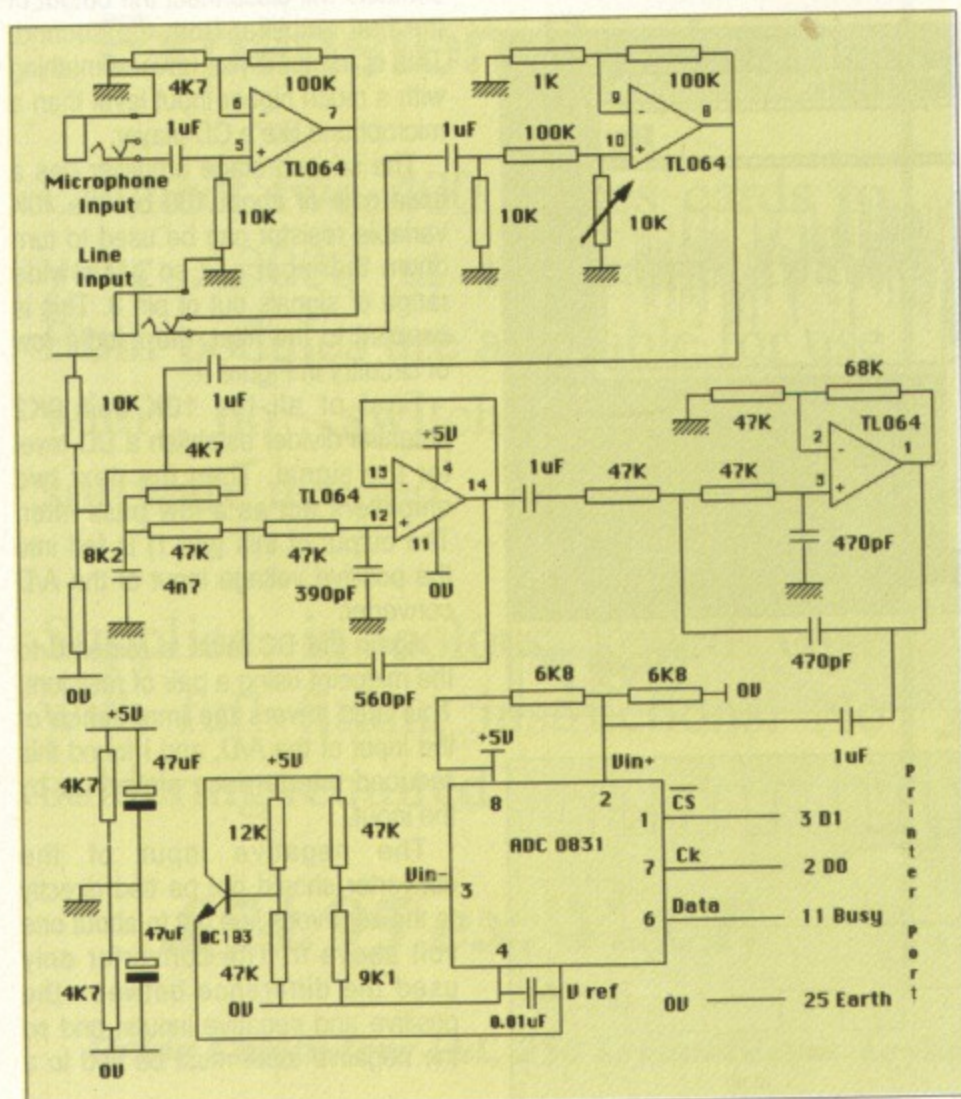 4K7
100K
6
-
7
1uF
5
+
TL064
Microphone
Input
10K
1K
100K
9
-
8
1uF
100K
10
+
TL064
10K
10K
Line
Input
1uF
10K
4K7
TL064
+5V
13
-
4
14
12
+
11
47K
47K
8K2
4n7
390pF
0V
560pF
0V
1uF
47K
47K
68K
47K
TL064
2
-
1
3
+
470pF
470pF
6K8
6K8
0V
1uF
+5V
47uF
4K7
47uF
4K7
0V
+5V
12K
47K
BC183
47K
9K1
0V
+5V
Vin+
8
2
CS
1
3 D1
ADC 0831
Ck
7
2 D0
Vin-
3
Data
6
11 Busy
4
V ref
0.01uF
0V
25 Earth
Printer Port